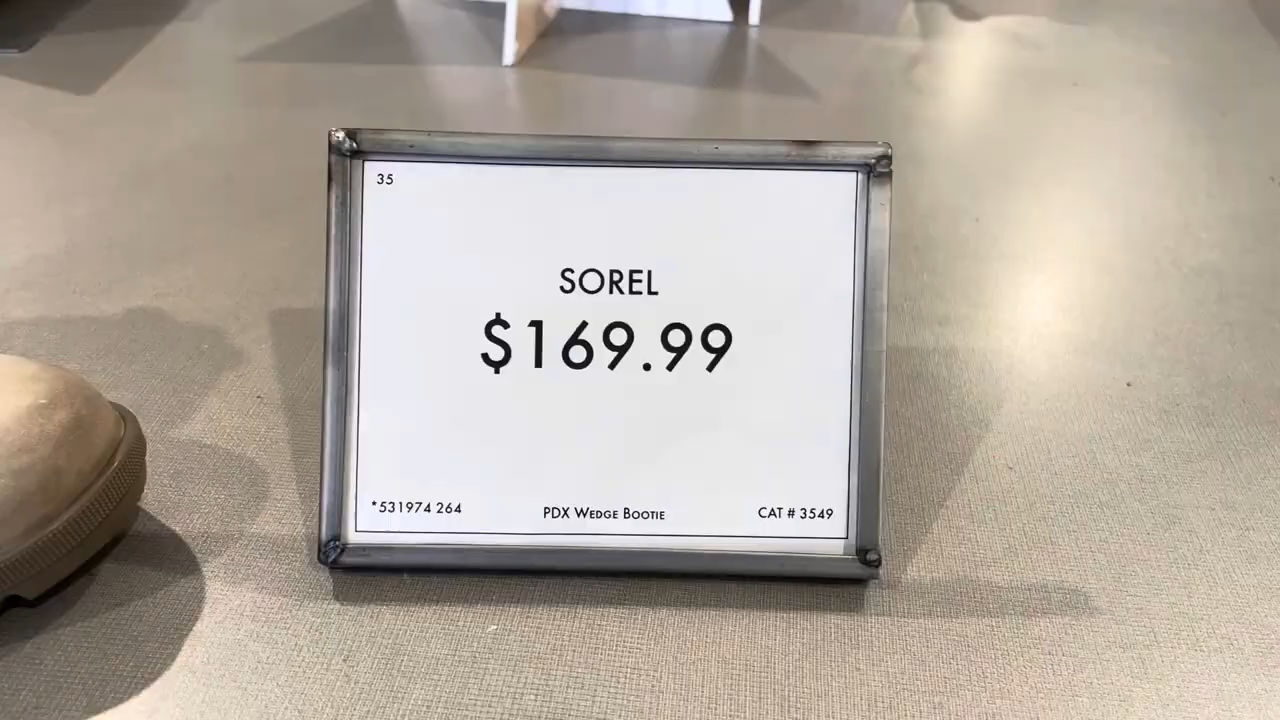 35
SOREL
$169.99
*531974 264
PDX Wedge Bootie
CAT # 3549